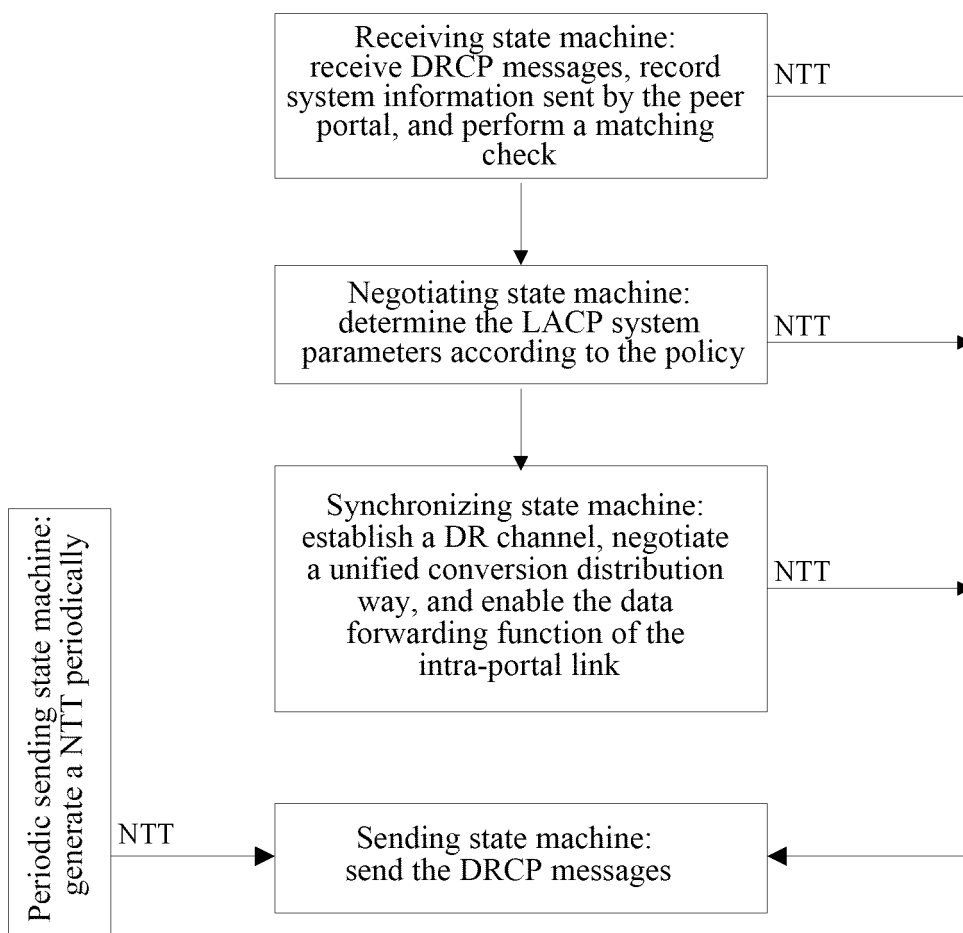 Receiving state machine:
receive DRCP messages, record
system information sent by the peer
portal, and perform a matching
check
NTT
Negotiating state machine:
determine the LACP system
parameters according to the policy
NTT
Synchronizing state machine:
establish a DR channel, negotiate
a unified conversion distribution
way, and enable the data
forwarding function of the
intra-portal link
NTT
Periodic sending state machine:
generate a NTT periodically
NTT
Sending state machine:
send the DRCP messages